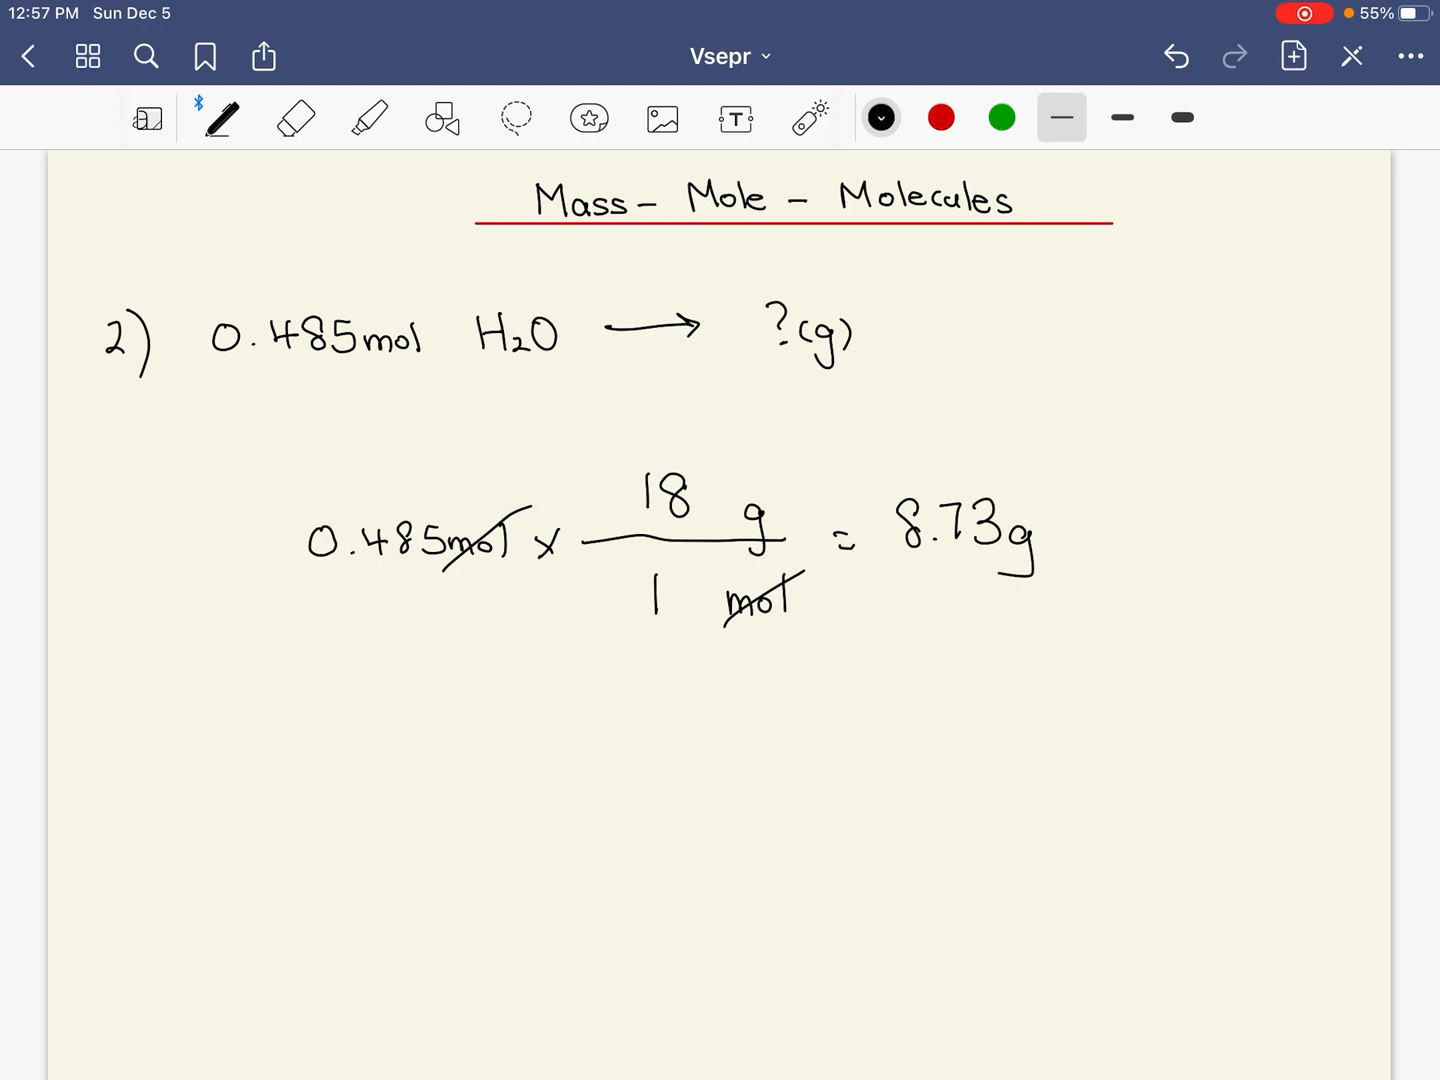 12:57 PM Sun Dec 5 55%
Vsepr
a T
Mass - Mole - Molecules
2) 0.485mol H₂O ⟶ ?(g)
18 g
0.485mol x = 8.73g
1 mol